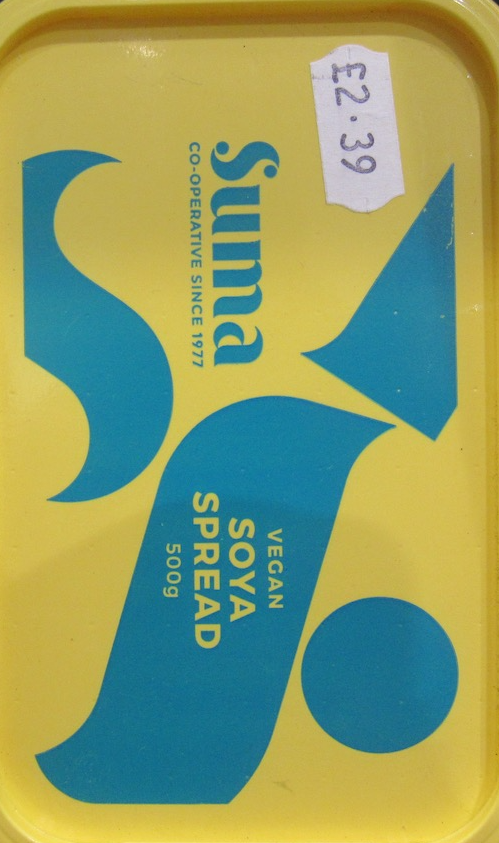 £2.39
Suma
CO-OPERATIVE SINCE 1977
VEGAN
SOYA
SPREAD
500g